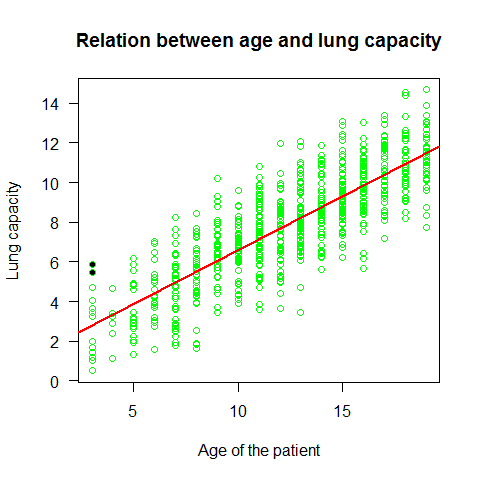 Relation between age and lung capacity
14
12
10
8
6
4
2
0
Lung capacity
5 10 15
Age of the patient